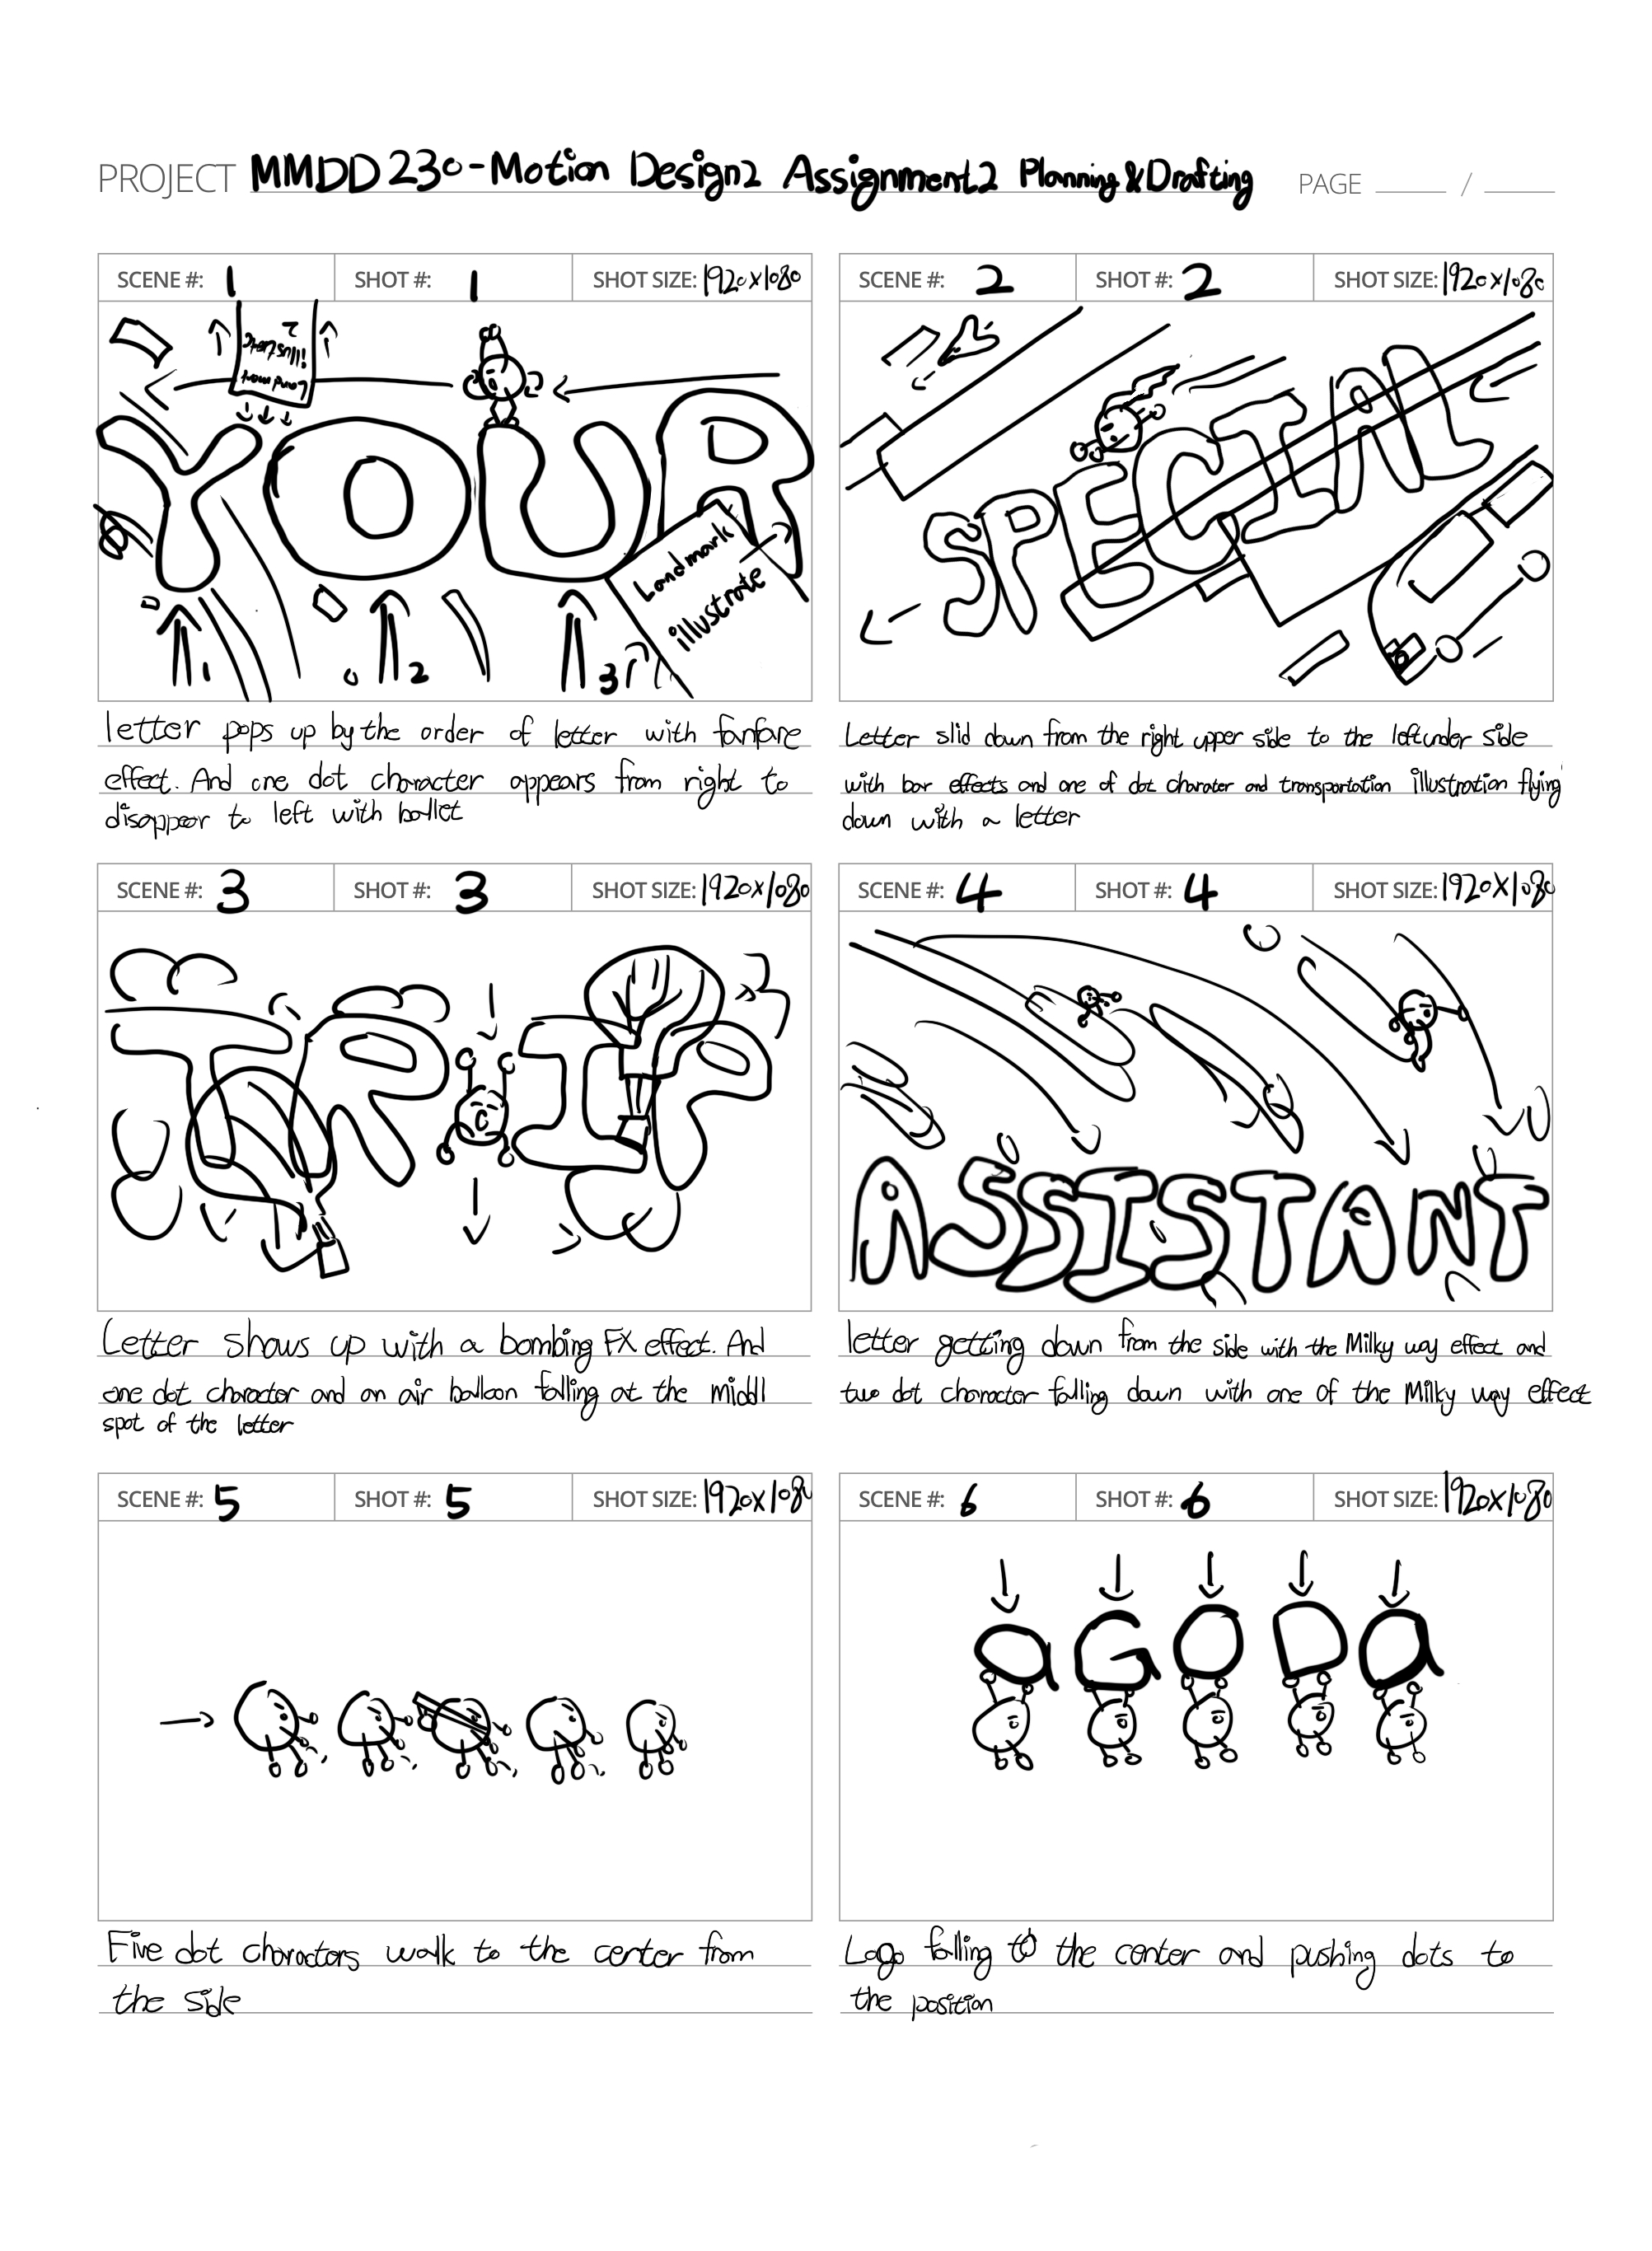 PROJECT MMDD230-Motion Design2 Assignment2 Planning&Drafting PAGE /
SCENE #: 1 SHOT #: 1 SHOT SIZE: 1920x1080
Landmark
illustrate
2
YOUR
Landmark
illustrate
1 2 3
letter pops up by the order of letter with fanfare
effect. And one dot character appears from right to
disappear to left with ballet
SCENE #: 2 SHOT #: 2 SHOT SIZE: 1920x1080
SPECIAL
Letter slid down from the right upper side to the left under side
with bar effects and one of dot charater and transportation illustration flying
down with a letter
SCENE #: 3 SHOT #: 3 SHOT SIZE: 1920x1080
TRIP
Letter shows up with a bombing FX effect. And
one dot character and an air balloon falling at the middl
spot of the letter
SCENE #: 4 SHOT #: 4 SHOT SIZE: 1920x1080
ASSISTANT
letter getting down from the side with the Milky way effect and
two dot character falling down with one of the Milky way effect
SCENE #: 5 SHOT #: 5 SHOT SIZE: 1920x1080
Five dot charactors walk to the center from
the side
SCENE #: 6 SHOT #: 6 SHOT SIZE: 1920x1080
aGODa
Logo falling to the center and pushing dots to
the position